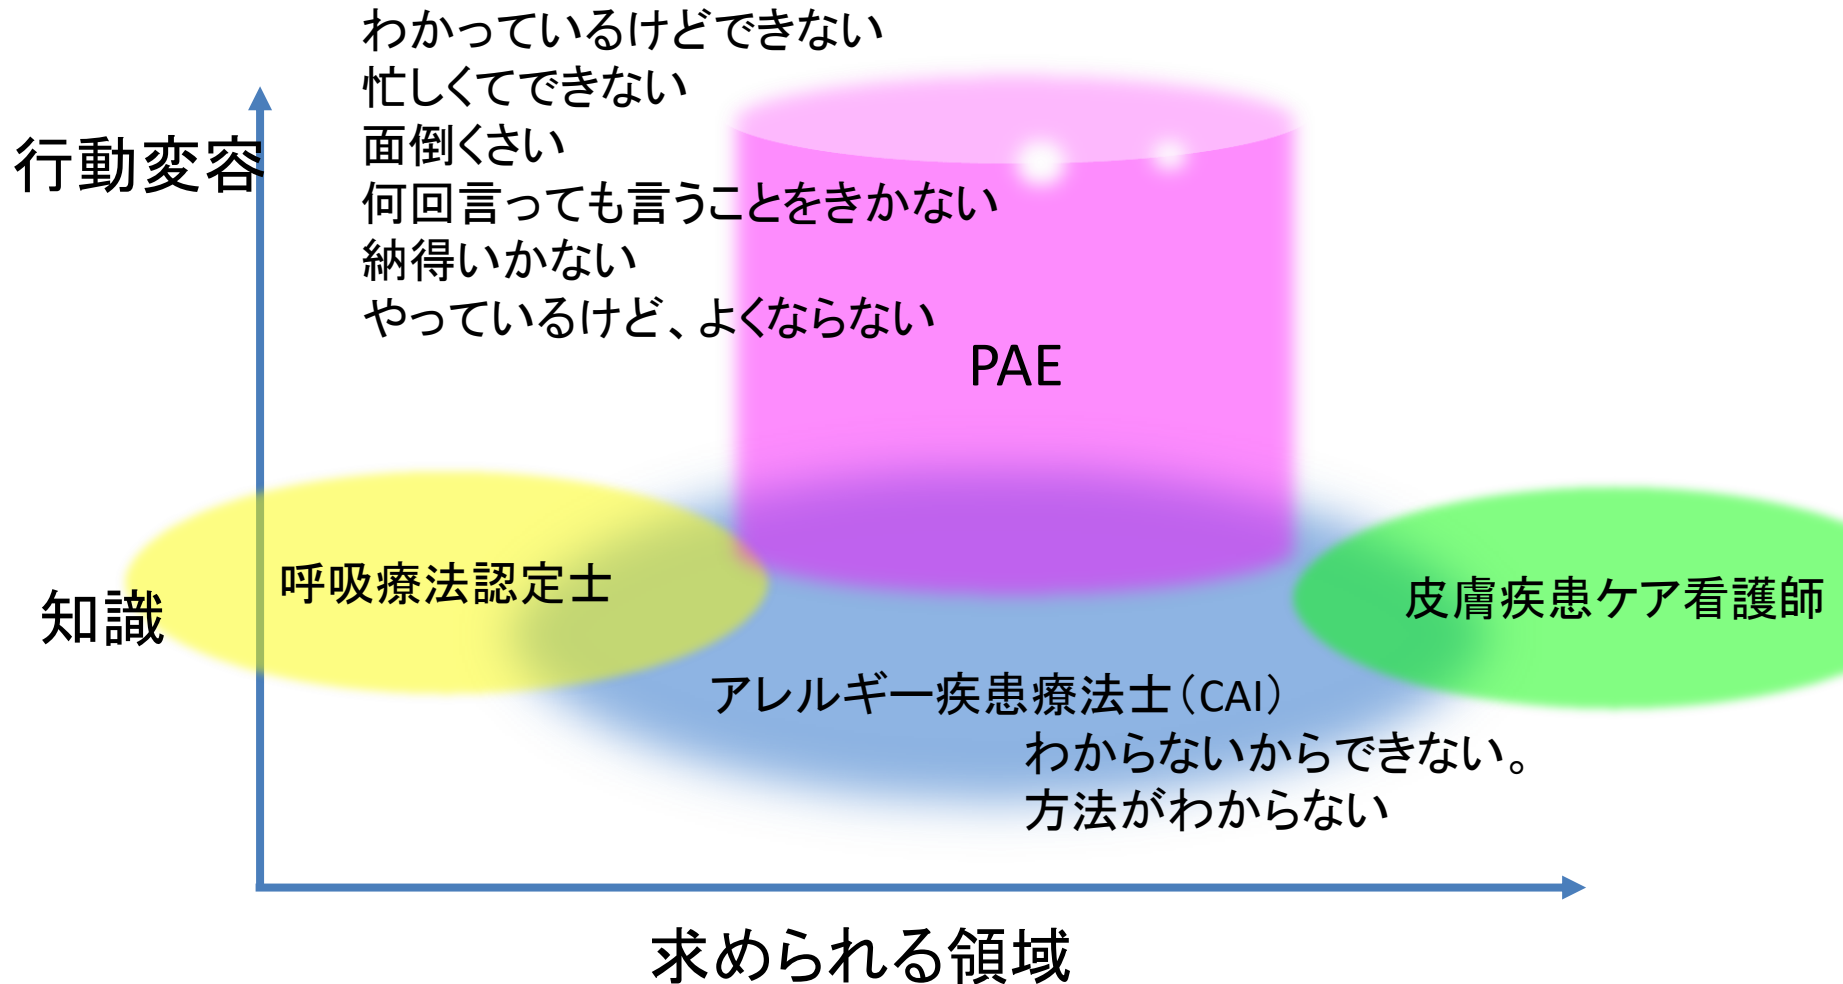 わかっているけどできない
忙しくてできない
面倒くさい
何回言っても言うことをきかない
納得いかない
やっているけど、よくならない
行動変容
PAE
呼吸療法認定士
皮膚疾患ケア看護師
知識
アレルギー疾患療法士（CAI）
わからないからできない。
方法がわからない
求められる領域